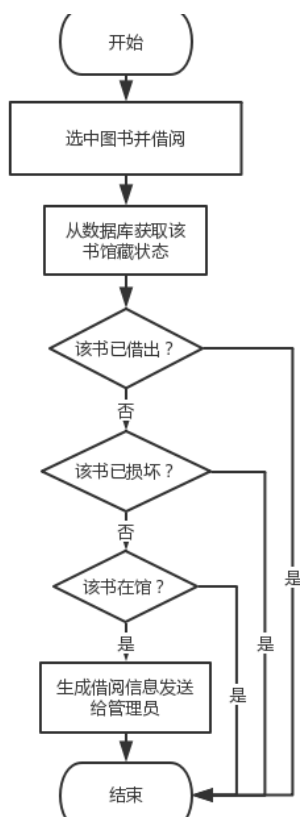 开始
选中图书并借阅
从数据库获取该
书馆藏状态
该书已借出？
否
该书已损坏？
否
是
该书在馆？
是
是
是
生成借阅信息发送
给管理员
结束